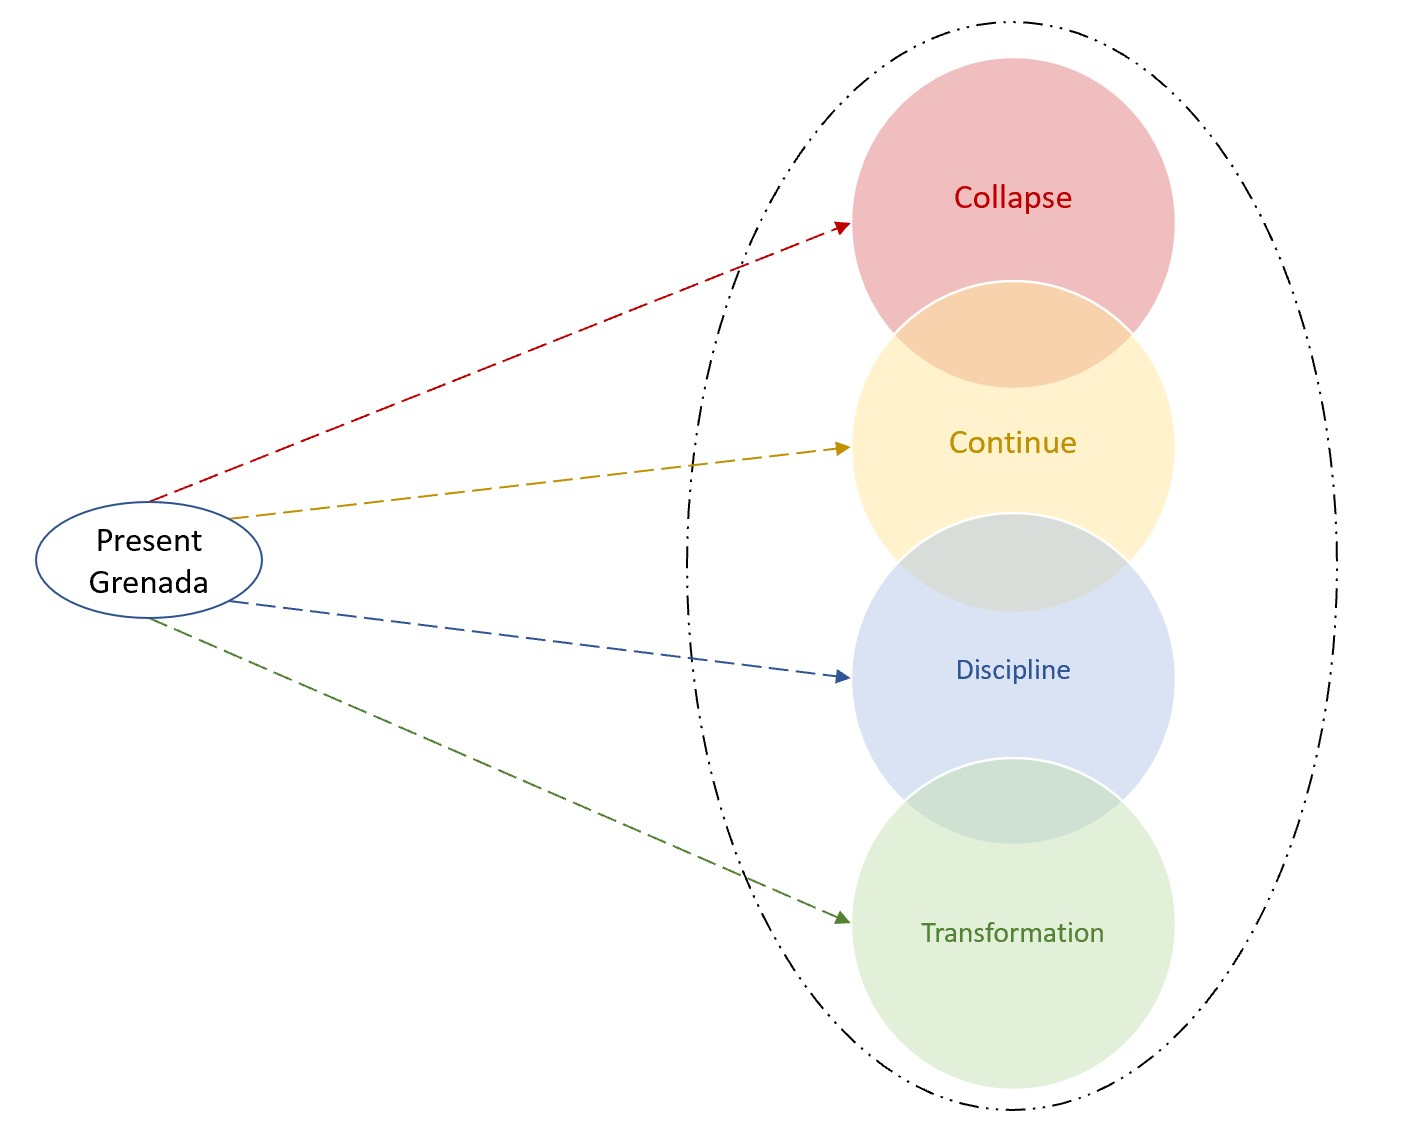 Collapse
Continue
Present
Grenada
Discipline
Transformation